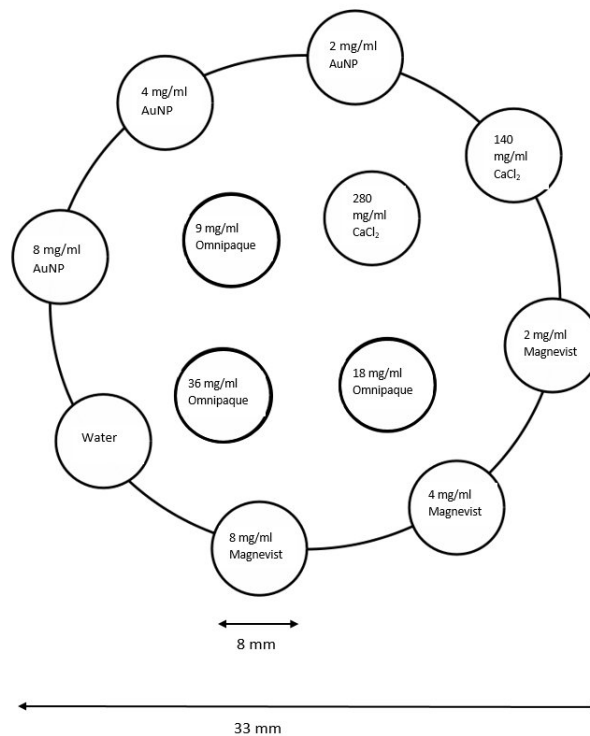 2 mg/ml
AuNP
4 mg/ml
AuNP
140
mg/ml
CaCl₂
280
mg/ml
CaCl₂
9 mg/ml
Omnipaque
8 mg/ml
AuNP
2 mg/ml
Magnevist
36 mg/ml
Omnipaque
18 mg/ml
Omnipaque
Water
4 mg/ml
Magnevist
8 mg/ml
Magnevist
8 mm
33 mm